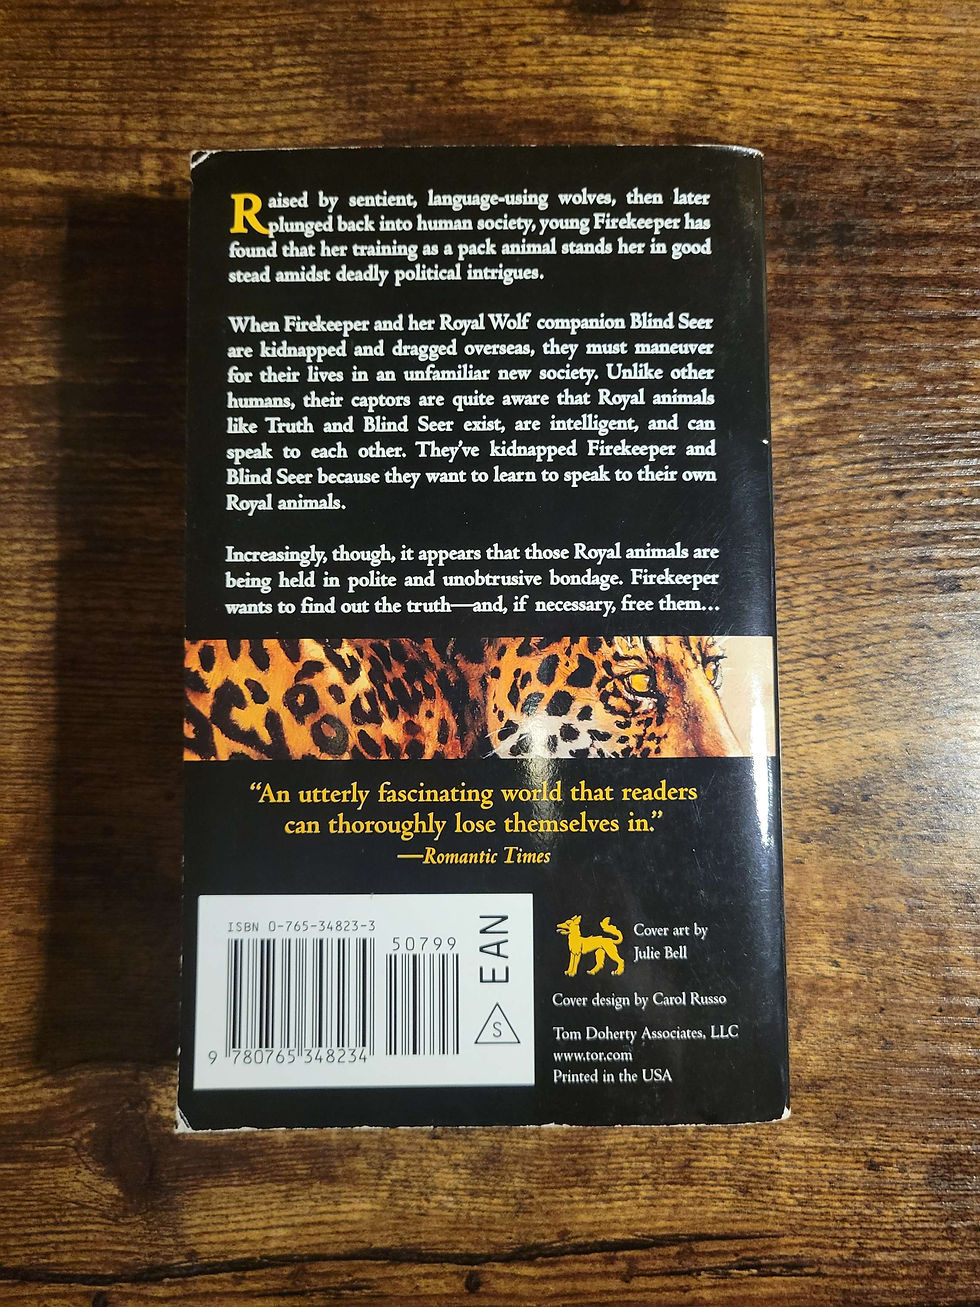 Raised by sentient, language-using wolves, then later
plunged back into human society, young Firekeeper has
found that her training as a pack animal stands her in good
stead amidst deadly political intrigues.
When Firekeeper and her Royal Wolf companion Blind Seer
are kidnapped and dragged overseas, they must maneuver
for their lives in an unfamiliar new society. Unlike other
humans, their captors are quite aware that Royal animals
like Truth and Blind Seer exist, are intelligent, and can
speak to each other. They've kidnapped Firekeeper and
Blind Seer because they want to learn to speak to their own
Royal animals.
Increasingly, though, it appears that those Royal animals are
being held in polite and unobtrusive bondage. Firekeeper
wants to find out the truth—and, if necessary, free them...
"An utterly fascinating world that readers
can thoroughly lose themselves in."
—Romantic Times
ISBN 0-765-34823-3
50799
EAN
S
9 780765 348234
Cover art by
Julie Bell
Cover design by Carol Russo
Tom Doherty Associates, LLC
www.tor.com
Printed in the USA